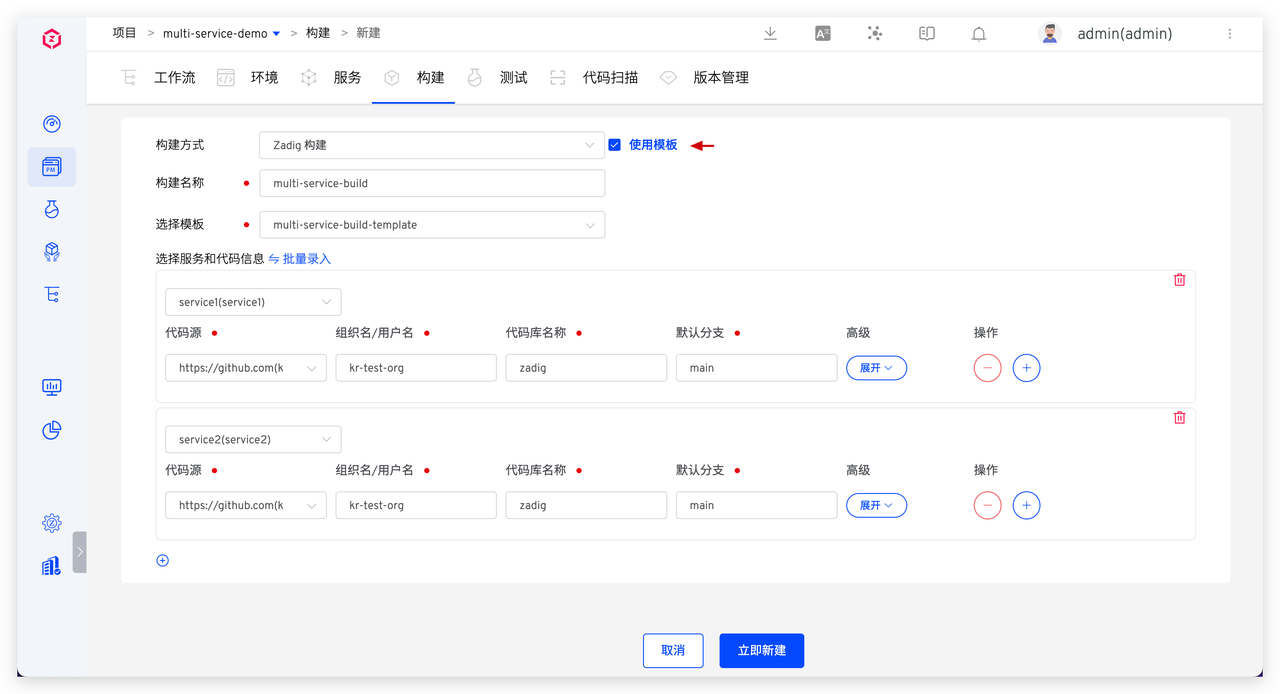 项目 > multi-service-demo > 构建 > 新建
admin(admin)
工作流 环境 服务 构建 测试 代码扫描 版本管理
构建方式 Zadig 构建 使用模板
构建名称 multi-service-build
选择模板 multi-service-build-template
选择服务和代码信息 批量录入
service1(service1)
代码源 组织名/用户名 代码库名称 默认分支 高级 操作
https://github.com(k kr-test-org zadig main 展开
service2(service2)
代码源 组织名/用户名 代码库名称 默认分支 高级 操作
https://github.com(k kr-test-org zadig main 展开
取消 立即新建